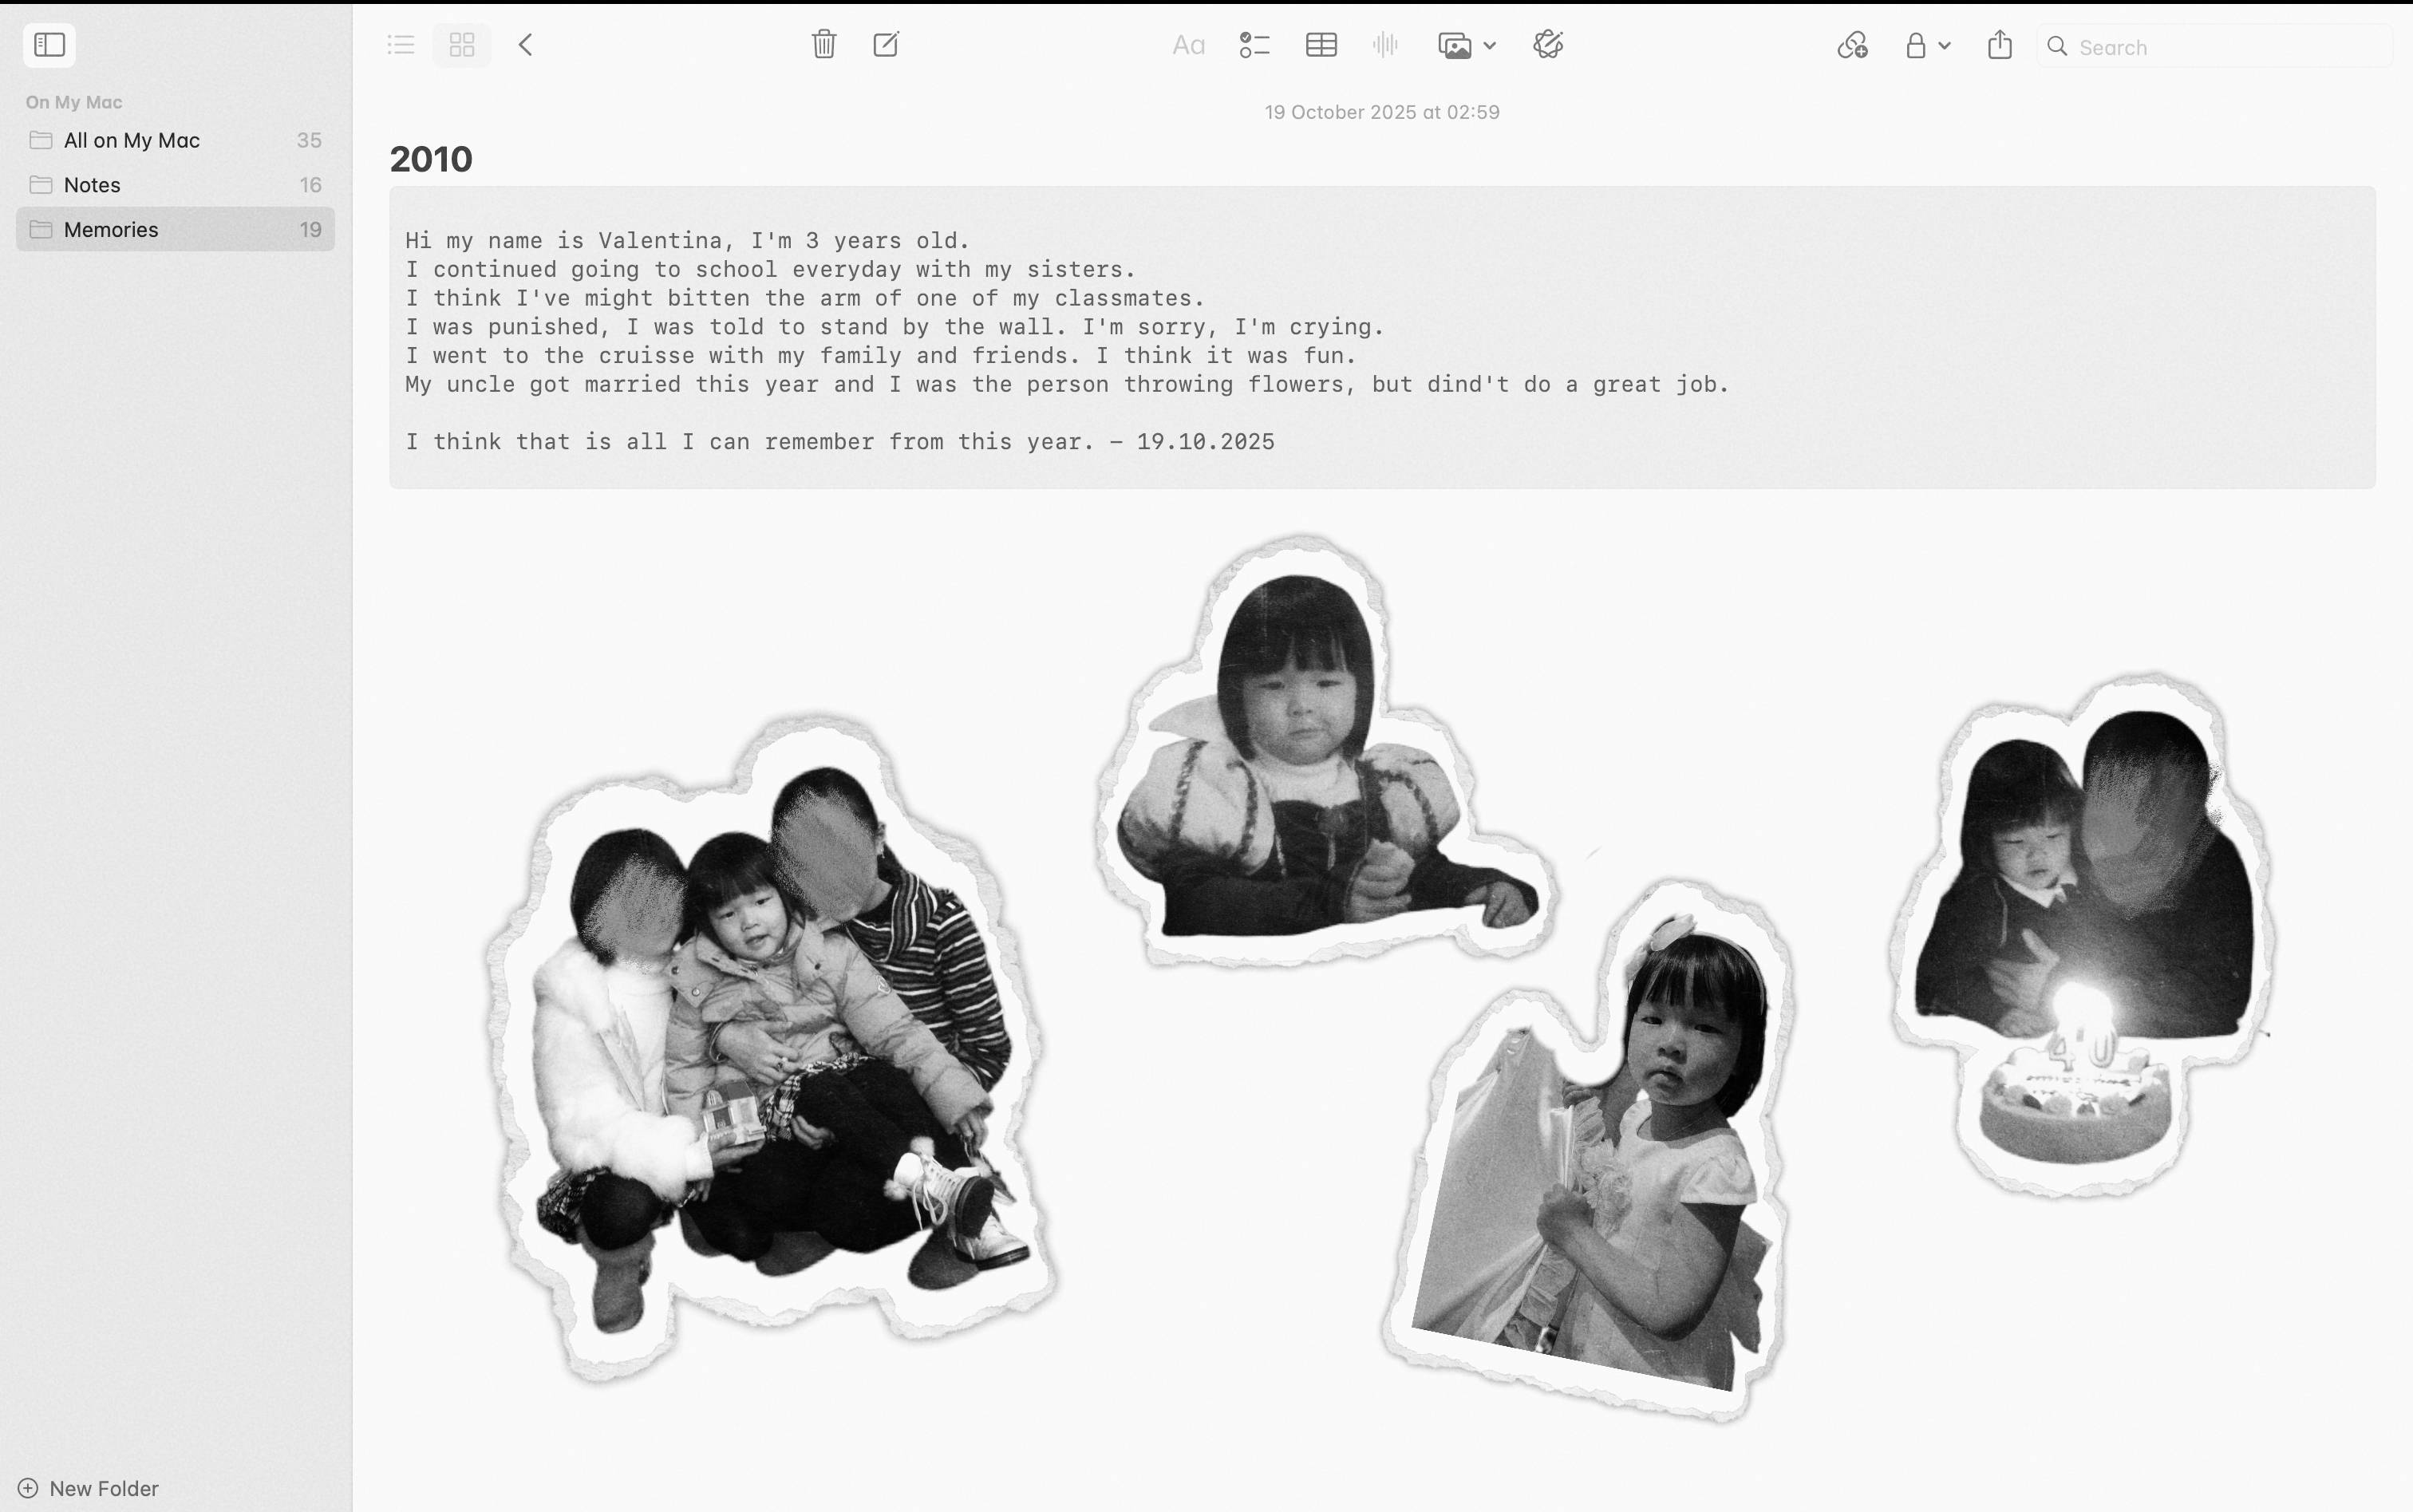 On My Mac
All on My Mac 35
Notes 16
Memories 19
New Folder
Aa
Search
19 October 2025 at 02:59
2010
Hi my name is Valentina, I'm 3 years old.
I continued going to school everyday with my sisters.
I think I've might bitten the arm of one of my classmates.
I was punished, I was told to stand by the wall. I'm sorry, I'm crying.
I went to the cruisse with my family and friends. I think it was fun.
My uncle got married this year and I was the person throwing flowers, but dind't do a great job.
I think that is all I can remember from this year. – 19.10.2025
40